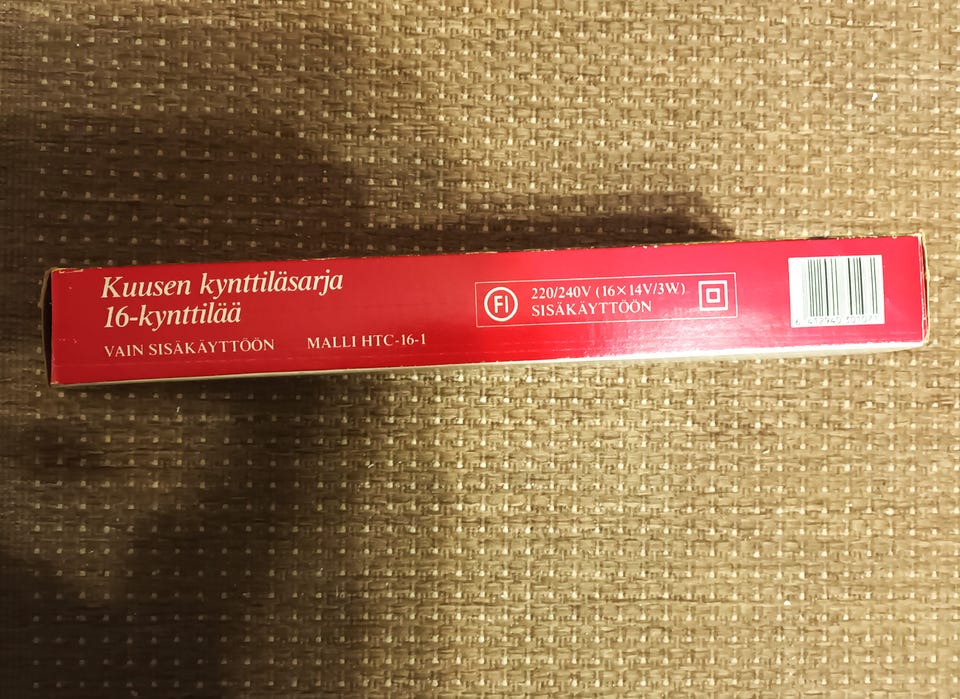 Kuusen kynttiläsarja
16-kynttilää
VAIN SISÄKÄYTTÖÖN MALLI HTC-16-1
FI
220/240V (16×14V/3W)
SISÄKÄYTTÖÖN